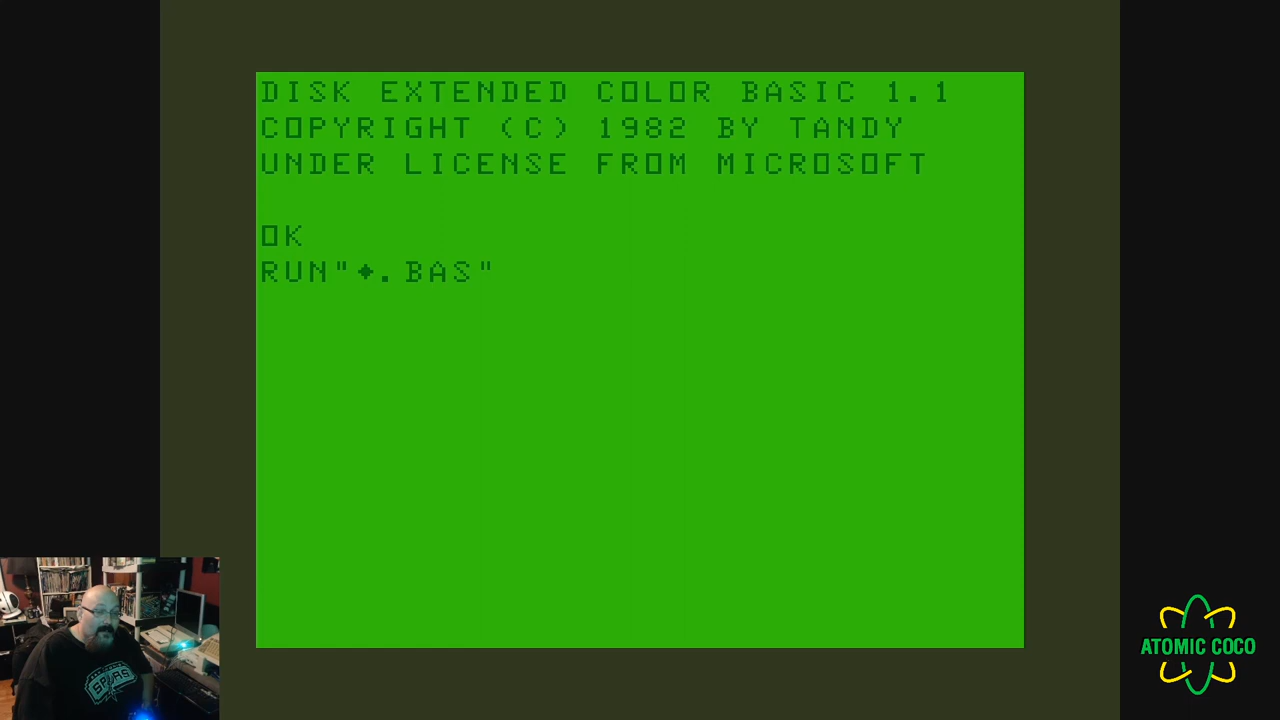 DISK EXTENDED COLOR BASIC 1.1
COPYRIGHT (C) 1982 BY TANDY
UNDER LICENSE FROM MICROSOFT
OK
RUN"*.BAS"
SPURS
ATOMIC COCO